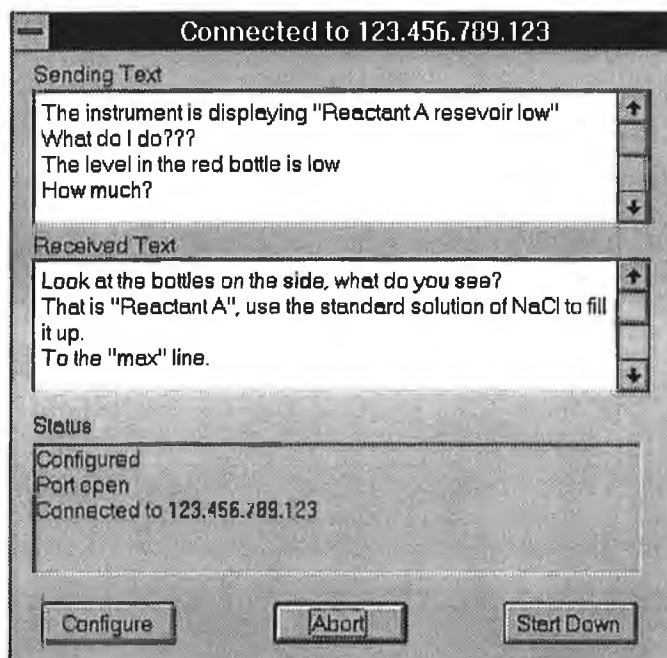 Connected to 123.456.789.123
Sending Text
The instrument is displaying "Reactant A resevoir low"
What do I do???
The level in the red bottle is low
How much?
Received Text
Look at the bottles on the side, what do you see?
That is "Reactant A", use the standard solution of NaCl to fill
it up.
To the "max" line.
Status
Configured
Port open
Connected to 123.456.789.123
Configure
Abort
Start Down